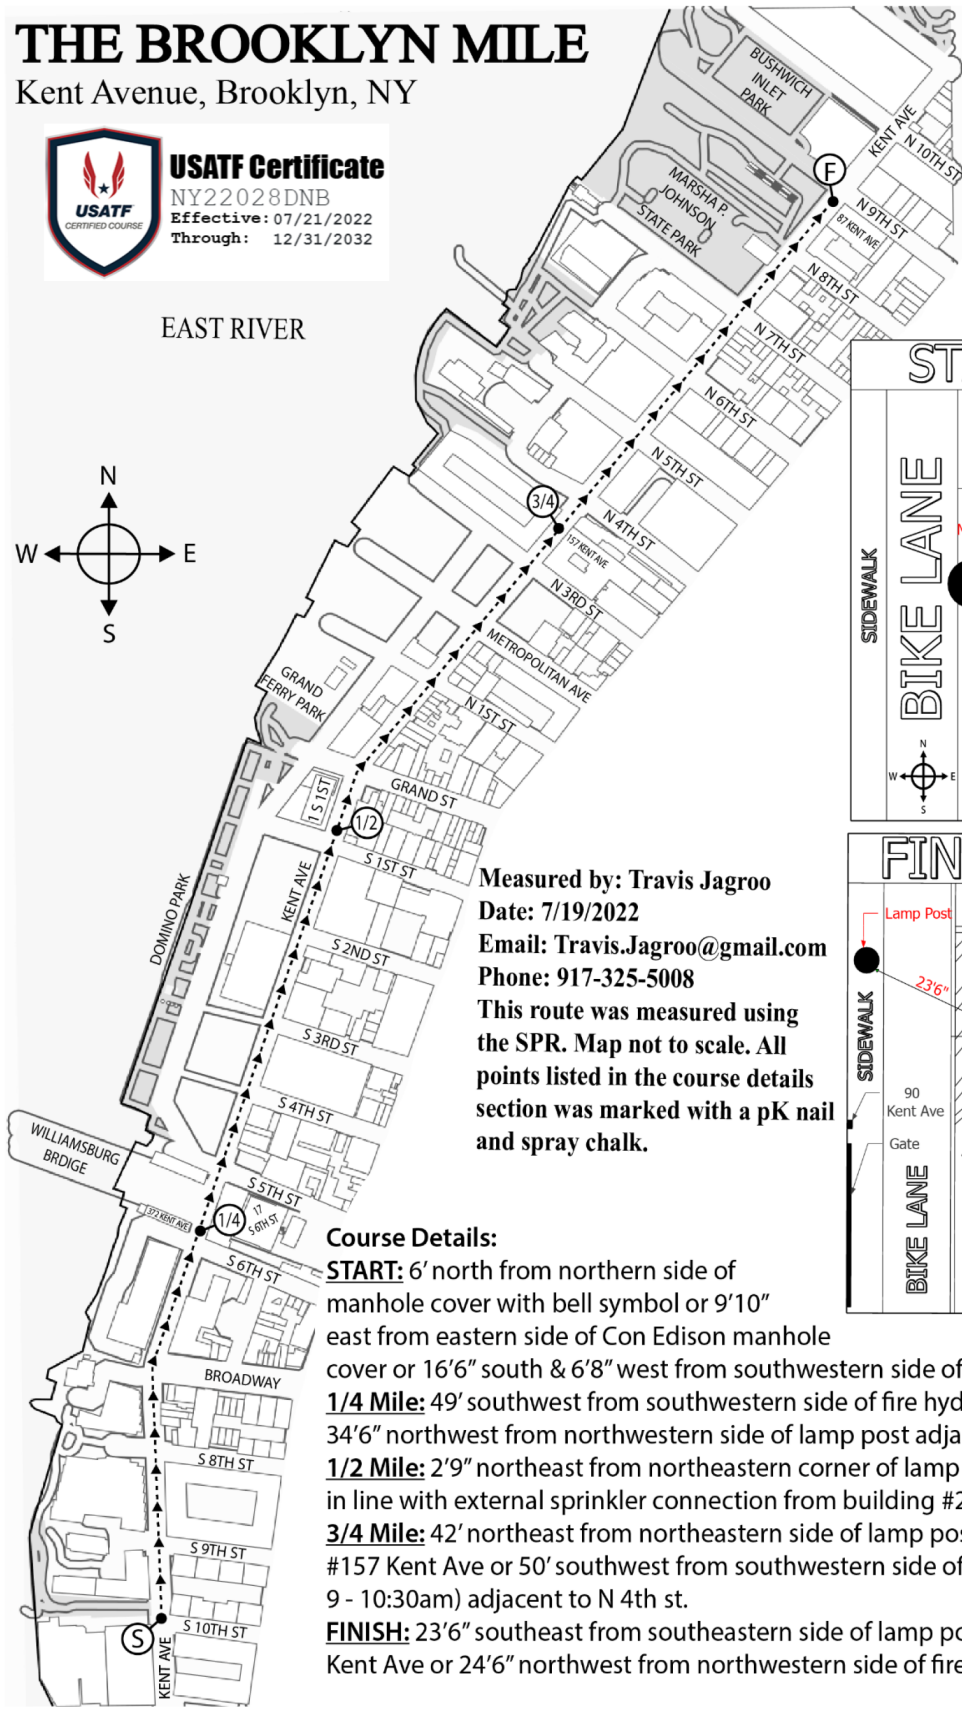 THE BROOKLYN MILE
Kent Avenue, Brooklyn, NY
USATF
CERTIFIED COURSE
USATF Certificate
NY22028DNB
Effective: 07/21/2022
Through: 12/31/2032
EAST RIVER
N
W
E
S
BUSHWICH
INLET
PARK
KENT AVE
N 10TH ST
F
MARSHA P.
JOHNSON
STATE PARK
N 9TH ST
87 KENT AVE
N 8TH ST
N 7TH ST
N 6TH ST
N 5TH ST
3/4
N 4TH ST
157 KENT AVE
N 3RD ST
METROPOLITAN AVE
N 1ST ST
GRAND
FERRY PARK
GRAND ST
1 S 1ST
1/2
S 1ST ST
KENT AVE
DOMINO PARK
S 2ND ST
S 3RD ST
S 4TH ST
WILLIAMSBURG
BRDIGE
S 5TH ST
372 KENT AVE
1/4
17
S 6TH ST
S 6TH ST
BROADWAY
S 8TH ST
S 9TH ST
S 10TH ST
S
KENT AVE
ST
SIDEWALK
BIKE LANE
N
W
E
S
FIN
Lamp Post
23'6"
SIDEWALK
90
Kent Ave
Gate
BIKE LANE
Measured by: Travis Jagroo
Date: 7/19/2022
Email: Travis.Jagroo@gmail.com
Phone: 917-325-5008
This route was measured using
the SPR. Map not to scale. All
points listed in the course details
section was marked with a pK nail
and spray chalk.
Course Details:
START: 6' north from northern side of
manhole cover with bell symbol or 9'10"
east from eastern side of Con Edison manhole
cover or 16'6" south & 6'8" west from southwestern side of
1/4 Mile: 49' southwest from southwestern side of fire hyd
34'6" northwest from northwestern side of lamp post adja
1/2 Mile: 2'9" northeast from northeastern corner of lamp
in line with external sprinkler connection from building #2
3/4 Mile: 42' northeast from northeastern side of lamp pos
#157 Kent Ave or 50' southwest from southwestern side of
9 - 10:30am) adjacent to N 4th st.
FINISH: 23'6" southeast from southeastern side of lamp po
Kent Ave or 24'6" northwest from northwestern side of fire